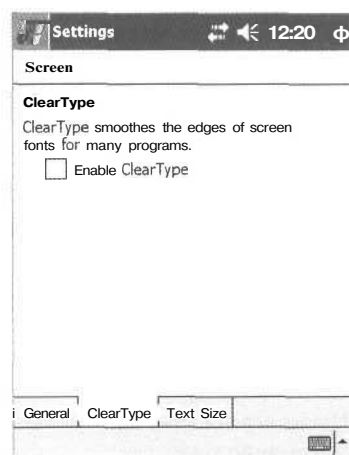 Settings 12:20
Screen
ClearType
ClearType smoothes the edges of screen
fonts for many programs.
Enable ClearType
General ClearType Text Size